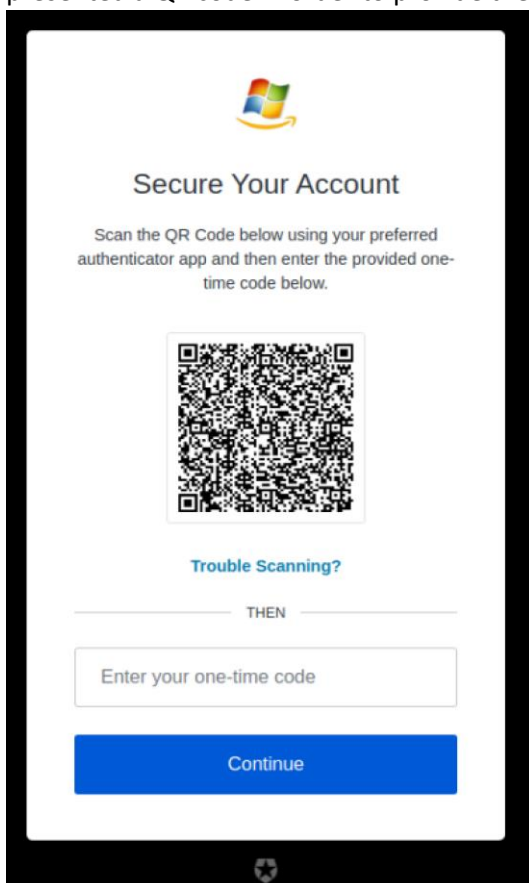 Secure Your Account
Scan the QR Code below using your preferred
authenticator app and then enter the provided one-
time code below.
Trouble Scanning?
THEN
Enter your one-time code
Continue